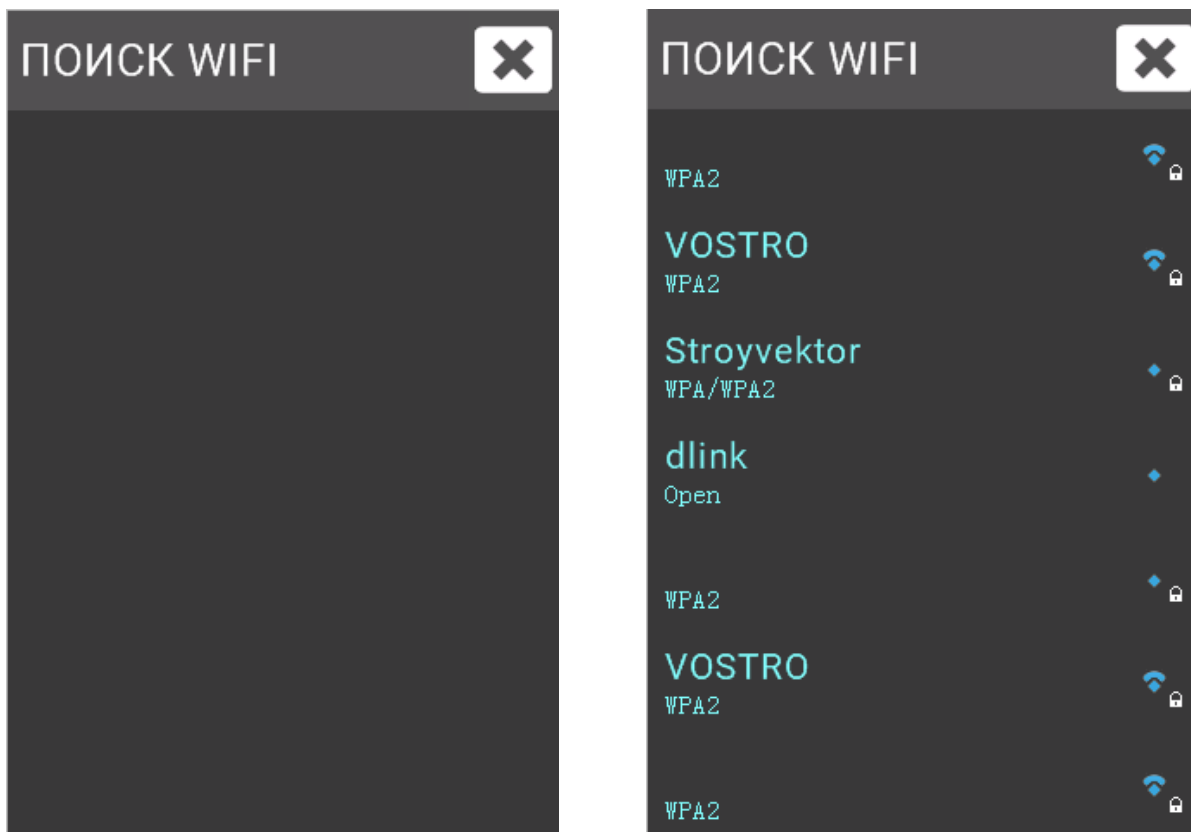 ПОИСК WIFI
ПОИСК WIFI
WPA2
VOSTRO
WPA2
Stroyvektor
WPA/WPA2
dlink
Open
WPA2
VOSTRO
WPA2
WPA2